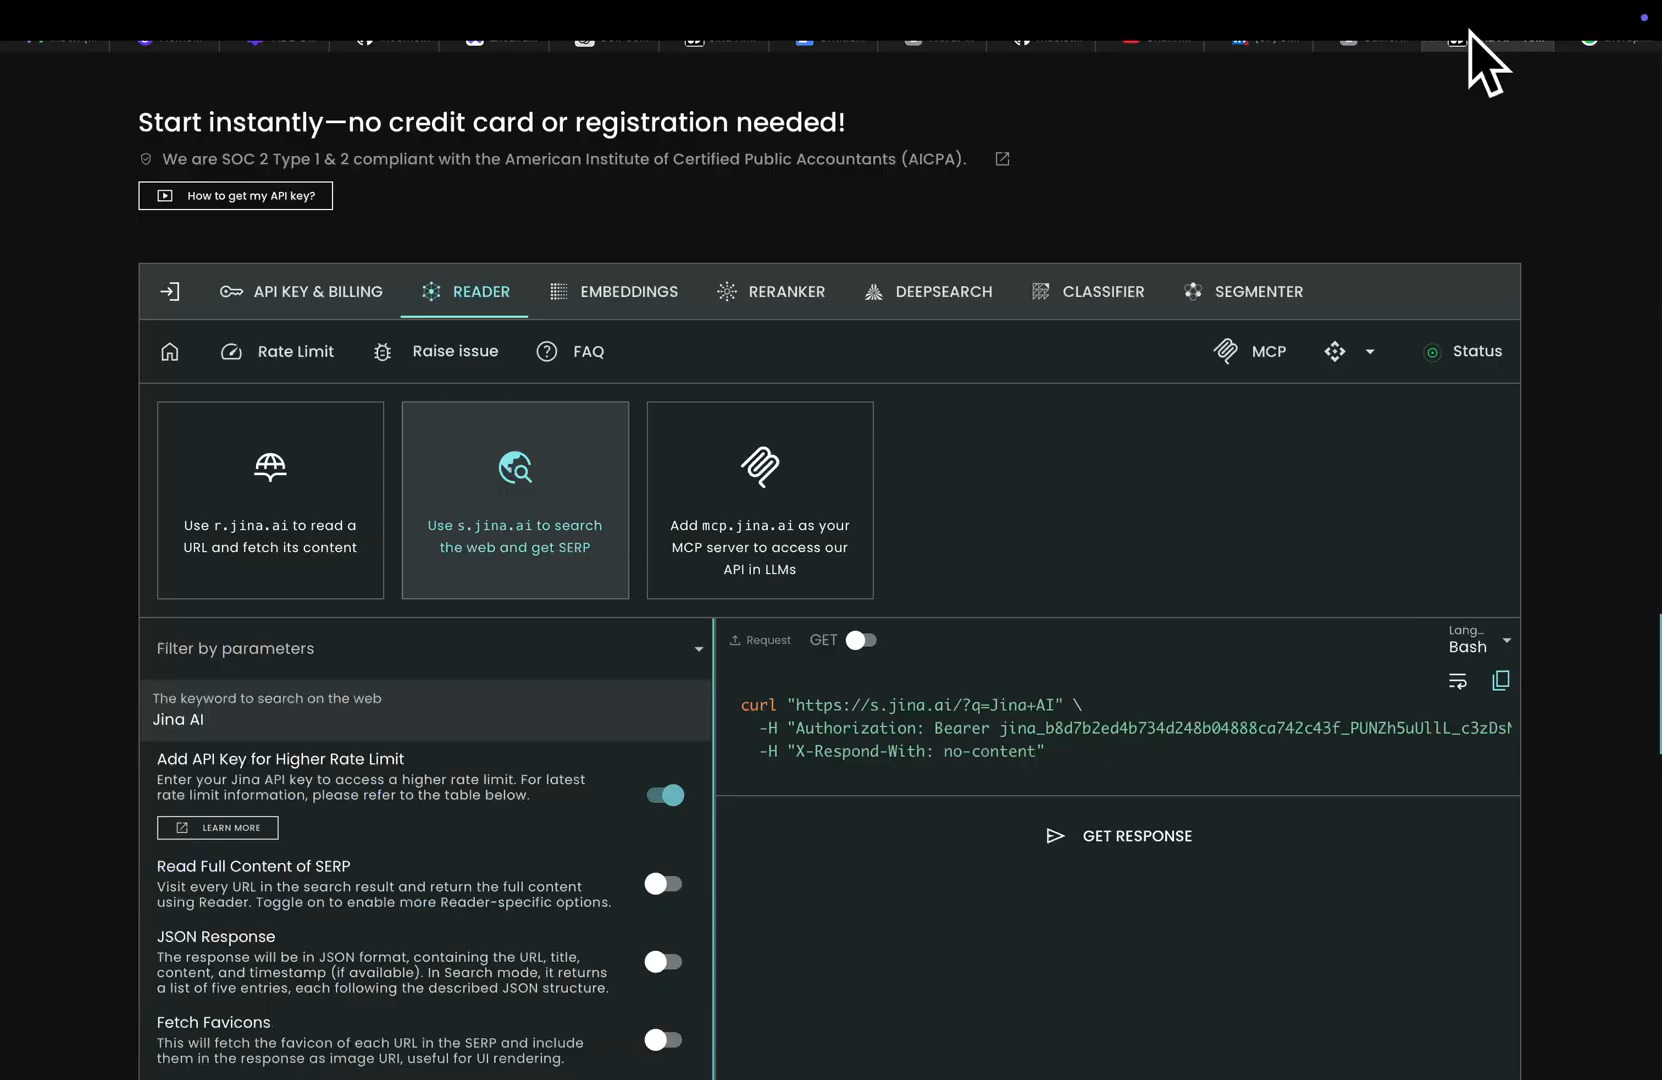 Start instantly—no credit card or registration needed!
We are SOC 2 Type 1 & 2 compliant with the American Institute of Certified Public Accountants (AICPA).
How to get my API key?
API KEY & BILLING READER EMBEDDINGS RERANKER DEEPSEARCH CLASSIFIER SEGMENTER
Rate Limit Raise issue FAQ MCP Status
Use r.jina.ai to read a
URL and fetch its content
Use s.jina.ai to search
the web and get SERP
Add mcp.jina.ai as your
MCP server to access our
API in LLMs
Filter by parameters
The keyword to search on the web
Jina AI
Add API Key for Higher Rate Limit
Enter your Jina API key to access a higher rate limit. For latest
rate limit information, please refer to the table below.
LEARN MORE
Read Full Content of SERP
Visit every URL in the search result and return the full content
using Reader. Toggle on to enable more Reader-specific options.
JSON Response
The response will be in JSON format, containing the URL, title,
content, and timestamp (if available). In Search mode, it returns
a list of five entries, each following the described JSON structure.
Fetch Favicons
This will fetch the favicon of each URL in the SERP and include
them in the response as image URI, useful for UI rendering.
Request GET
Lang...
Bash
curl "https://s.jina.ai/?q=Jina+AI" \
-H "Authorization: Bearer jina_b8d7b2ed4b734d248b04888ca742c43f_PUNZh5uUllL_c3zDsN
-H "X-Respond-With: no-content"
GET RESPONSE